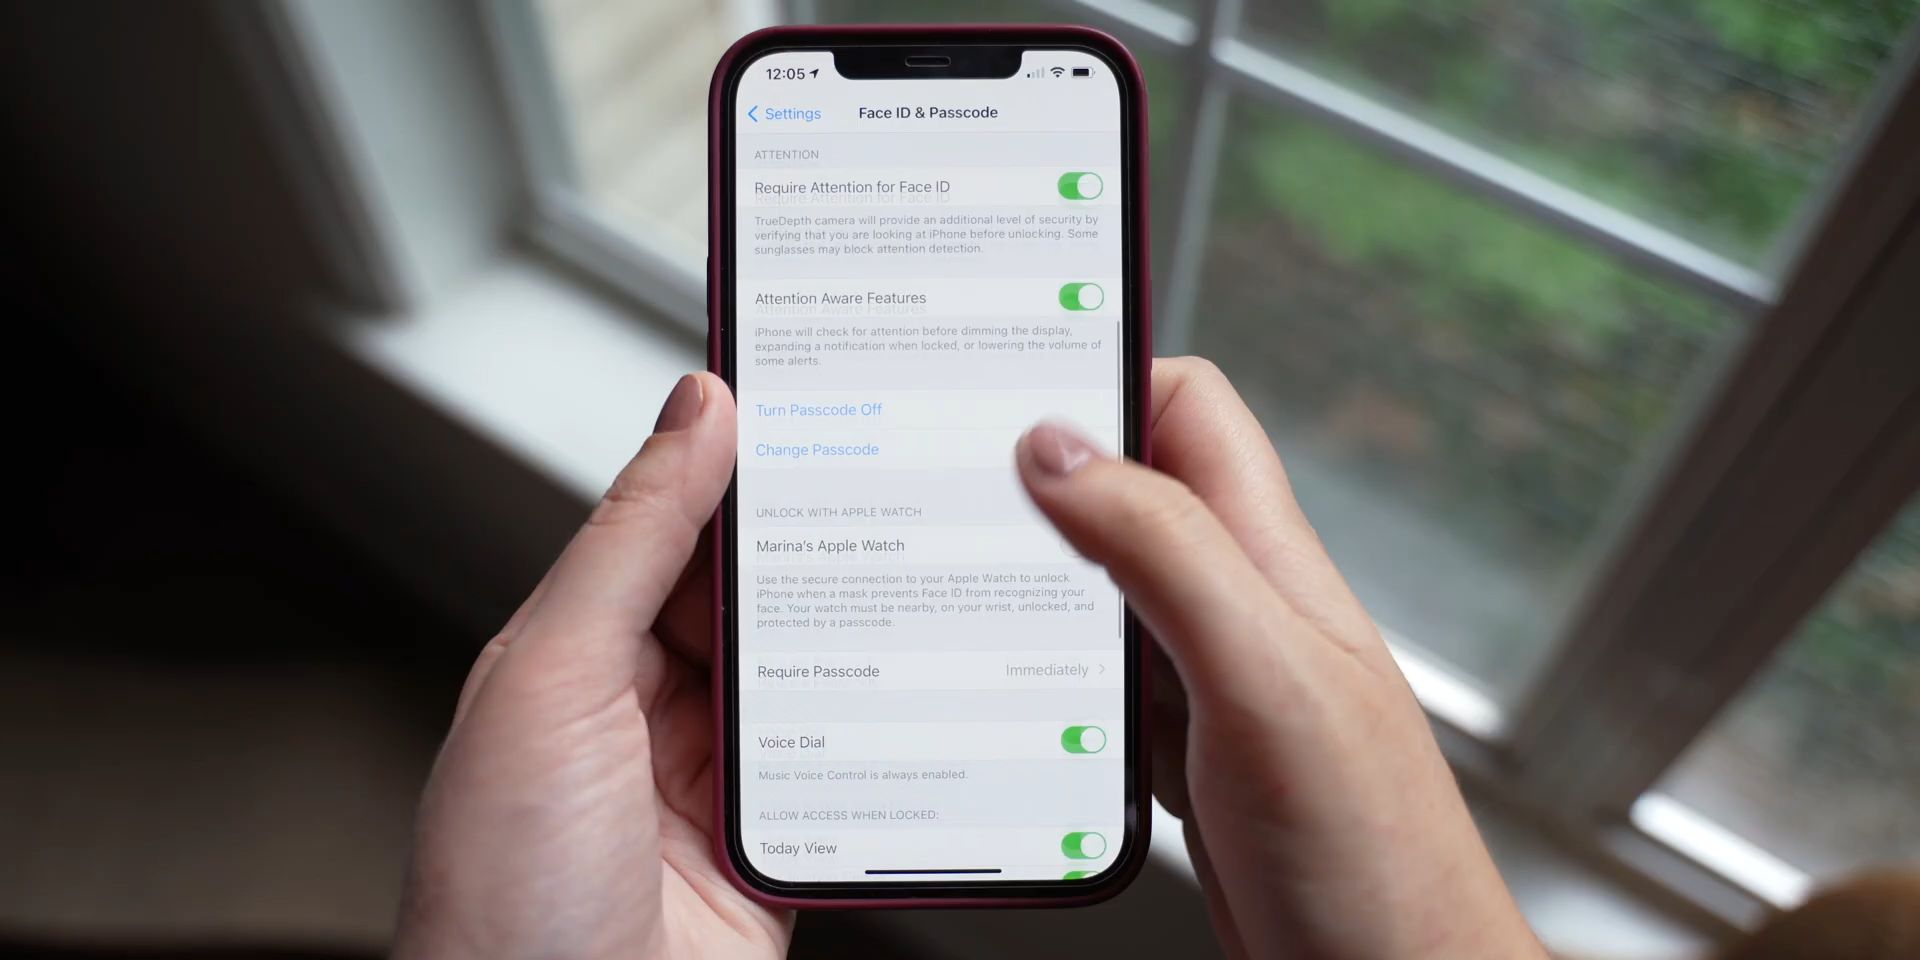 12:05
Settings
Face ID & Passcode
ATTENTION
Require Attention for Face ID
TrueDepth camera will provide an additional level of security by
verifying that you are looking at iPhone before unlocking. Some
sunglasses may block attention detection.
Attention Aware Features
iPhone will check for attention before dimming the display,
expanding a notification when locked, or lowering the volume of
some alerts.
Turn Passcode Off
Change Passcode
UNLOCK WITH APPLE WATCH
Marina's Apple Watch
Use the secure connection to your Apple Watch to unlock
iPhone when a mask prevents Face ID from recognizing your
face. Your watch must be nearby, on your wrist, unlocked, and
protected by a passcode.
Require Passcode Immediately
Voice Dial
Music Voice Control is always enabled.
ALLOW ACCESS WHEN LOCKED:
Today View